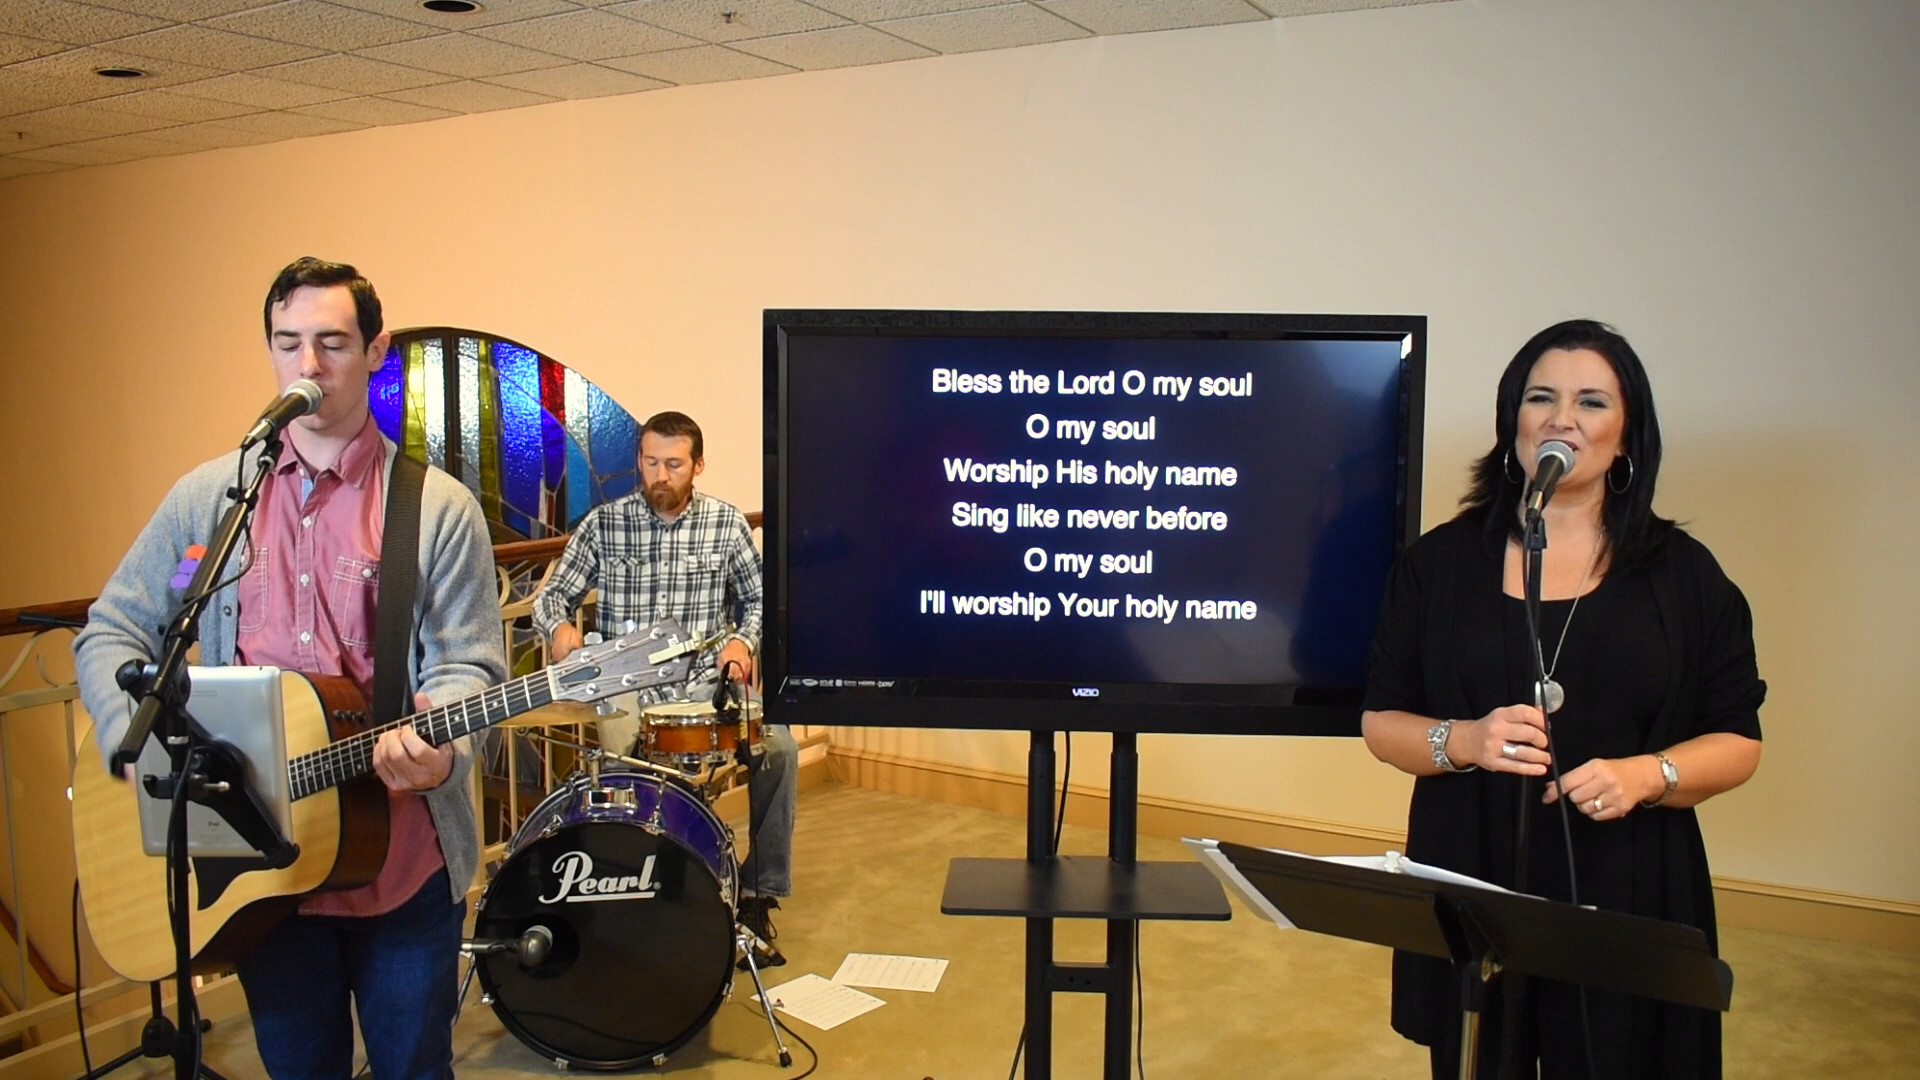 Bless the Lord O my soul
O my soul
Worship His holy name
Sing like never before
O my soul
I'll worship Your holy name
VIZIO
Pearl
iPad